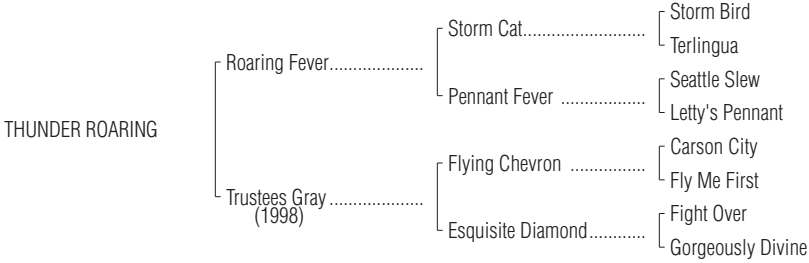 Storm Bird
Storm Cat..........................
Terlingua
Roaring Fever....................
Seattle Slew
Pennant Fever ..................
Letty's Pennant
THUNDER ROARING
Carson City
Flying Chevron ................
Fly Me First
Trustees Gray....................
(1998)
Fight Over
Esquisite Diamond............
Gorgeously Divine